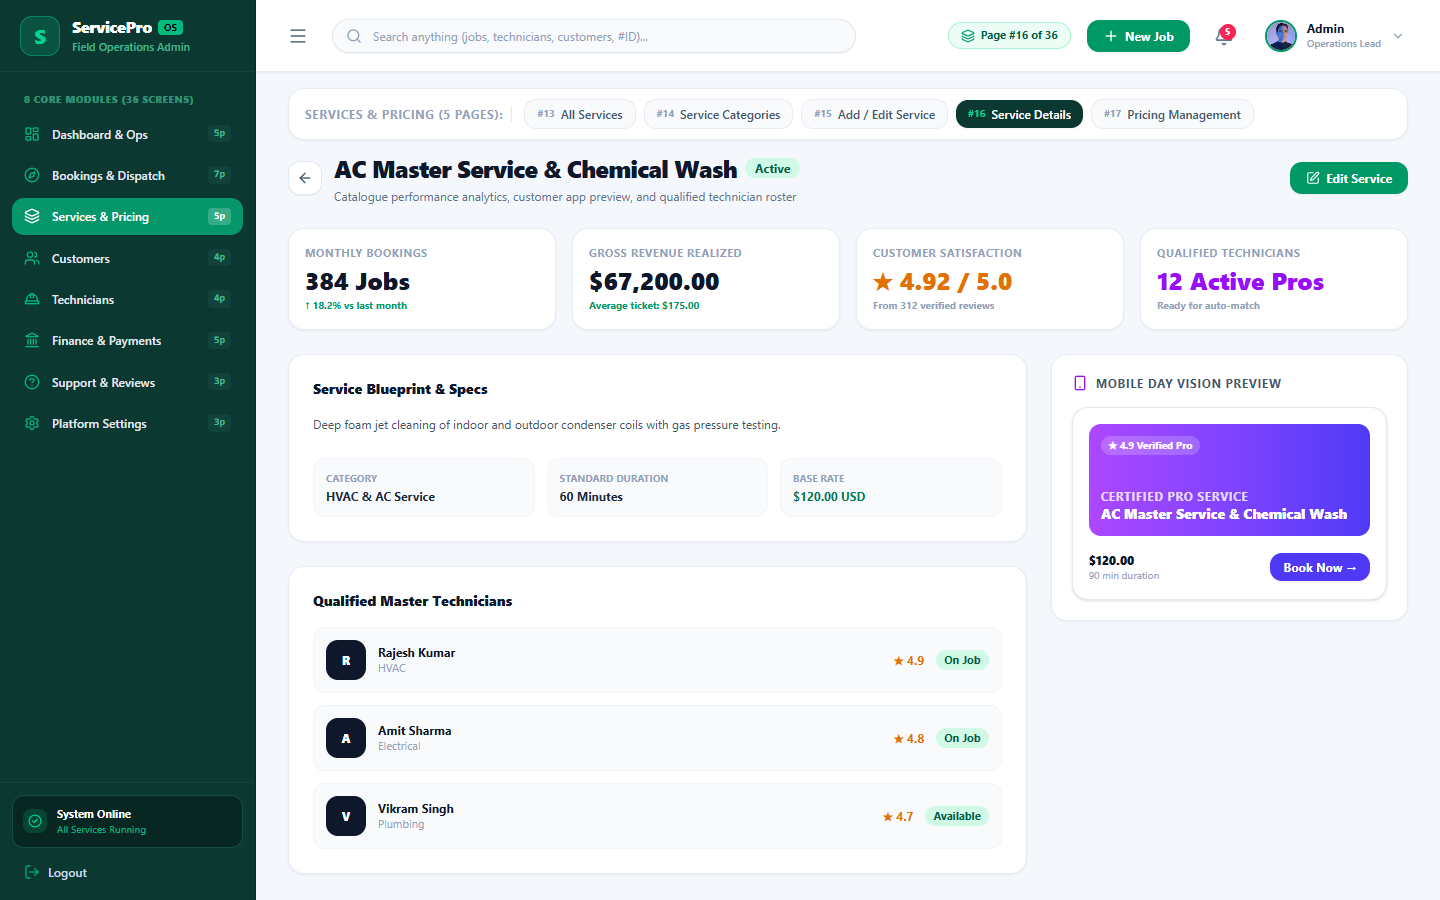 S
ServicePro OS
Field Operations Admin
8 CORE MODULES (36 SCREENS)
Dashboard & Ops 5p
Bookings & Dispatch 7p
Services & Pricing 5p
Customers 4p
Technicians 4p
Finance & Payments 5p
Support & Reviews 3p
Platform Settings 3p
System Online
All Services Running
Logout
Search anything (jobs, technicians, customers, #ID)...
Page #16 of 36
New Job
5
Admin
Operations Lead
SERVICES & PRICING (5 PAGES): #13 All Services #14 Service Categories #15 Add / Edit Service #16 Service Details #17 Pricing Management
AC Master Service & Chemical Wash Active
Catalogue performance analytics, customer app preview, and qualified technician roster
Edit Service
MONTHLY BOOKINGS
384 Jobs
↑ 18.2% vs last month
GROSS REVENUE REALIZED
$67,200.00
Average ticket: $175.00
CUSTOMER SATISFACTION
★ 4.92 / 5.0
From 312 verified reviews
QUALIFIED TECHNICIANS
12 Active Pros
Ready for auto-match
Service Blueprint & Specs
Deep foam jet cleaning of indoor and outdoor condenser coils with gas pressure testing.
CATEGORY
HVAC & AC Service
STANDARD DURATION
60 Minutes
BASE RATE
$120.00 USD
Qualified Master Technicians
R
Rajesh Kumar
HVAC
★ 4.9 On Job
A
Amit Sharma
Electrical
★ 4.8 On Job
V
Vikram Singh
Plumbing
★ 4.7 Available
MOBILE DAY VISION PREVIEW
★ 4.9 Verified Pro
CERTIFIED PRO SERVICE
AC Master Service & Chemical Wash
$120.00
90 min duration
Book Now →